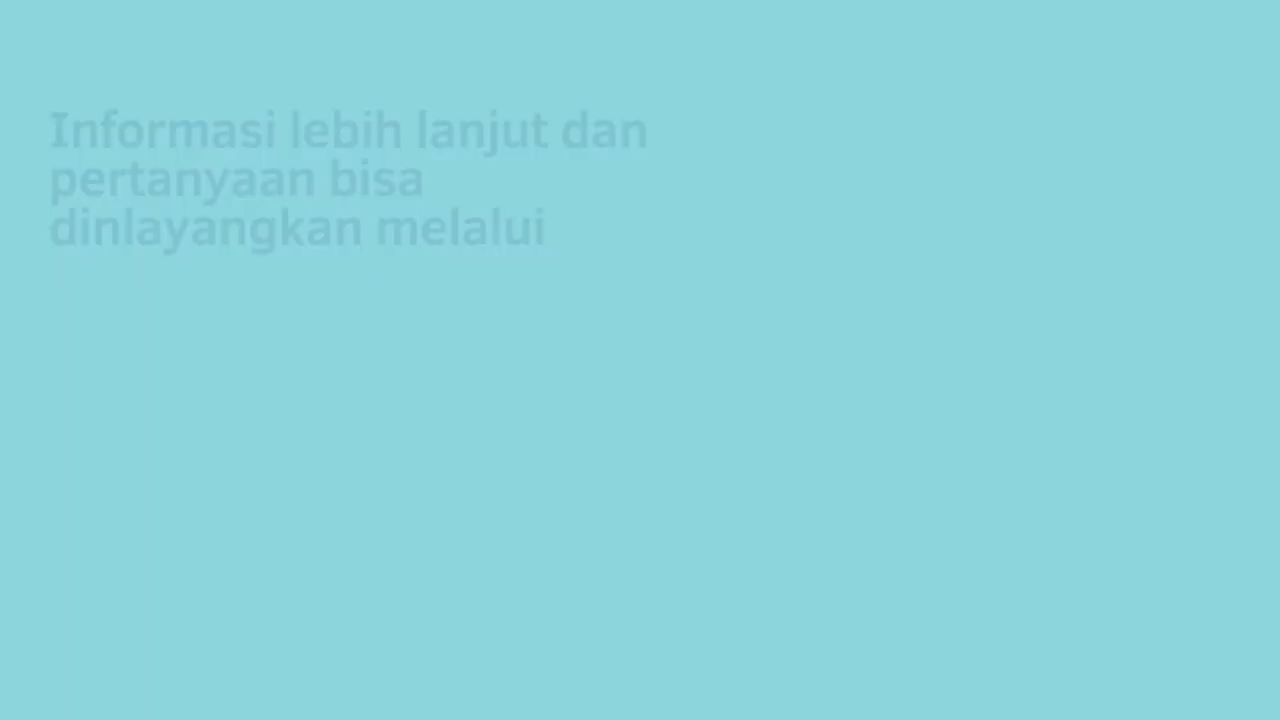 Informasi lebih lanjut dan
pertanyaan bisa
dinlayangkan melalui